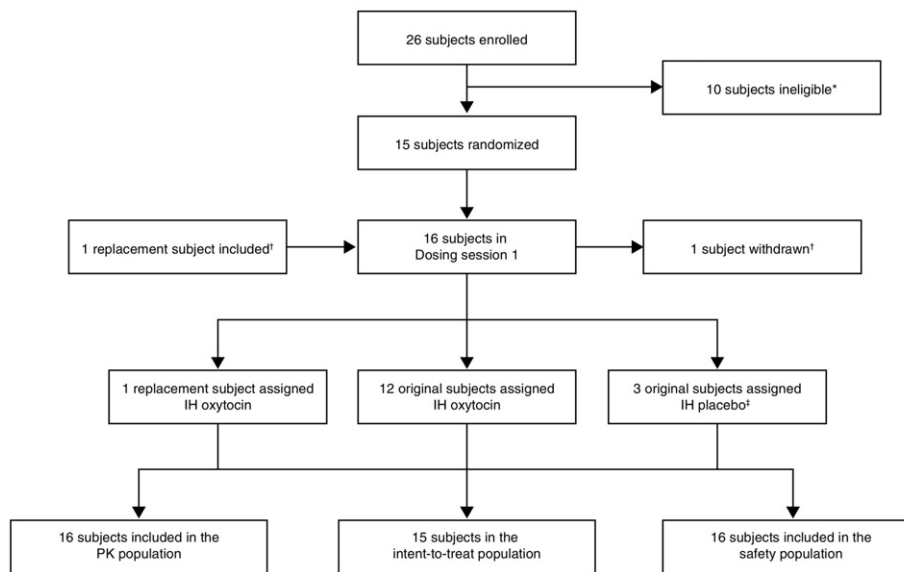 26 subjects enrolled
10 subjects ineligible*
15 subjects randomized
1 replacement subject included†
16 subjects in
Dosing session 1
1 subject withdrawn†
1 replacement subject assigned
IH oxytocin
12 original subjects assigned
IH oxytocin
3 original subjects assigned
IH placebo‡
16 subjects included in the
PK population
15 subjects in the
intent-to-treat population
16 subjects included in the
safety population